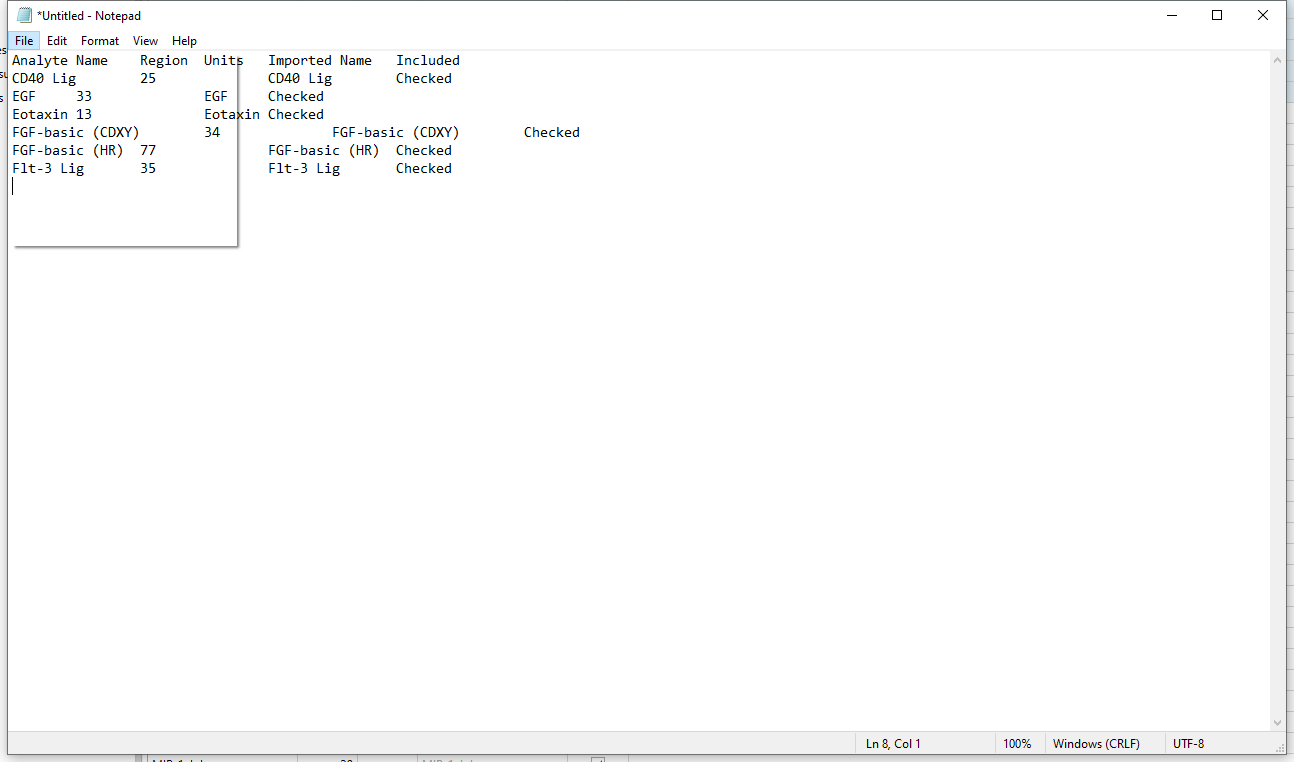 *Untitled - Notepad
File Edit Format View Help
Analyte Name Region Units Imported Name Included
CD40 Lig 25 CD40 Lig Checked
EGF 33 EGF Checked
Eotaxin 13 Eotaxin Checked
FGF-basic (CDXY) 34 FGF-basic (CDXY) Checked
FGF-basic (HR) 77 FGF-basic (HR) Checked
Flt-3 Lig 35 Flt-3 Lig Checked
Ln 8, Col 1 100% Windows (CRLF) UTF-8